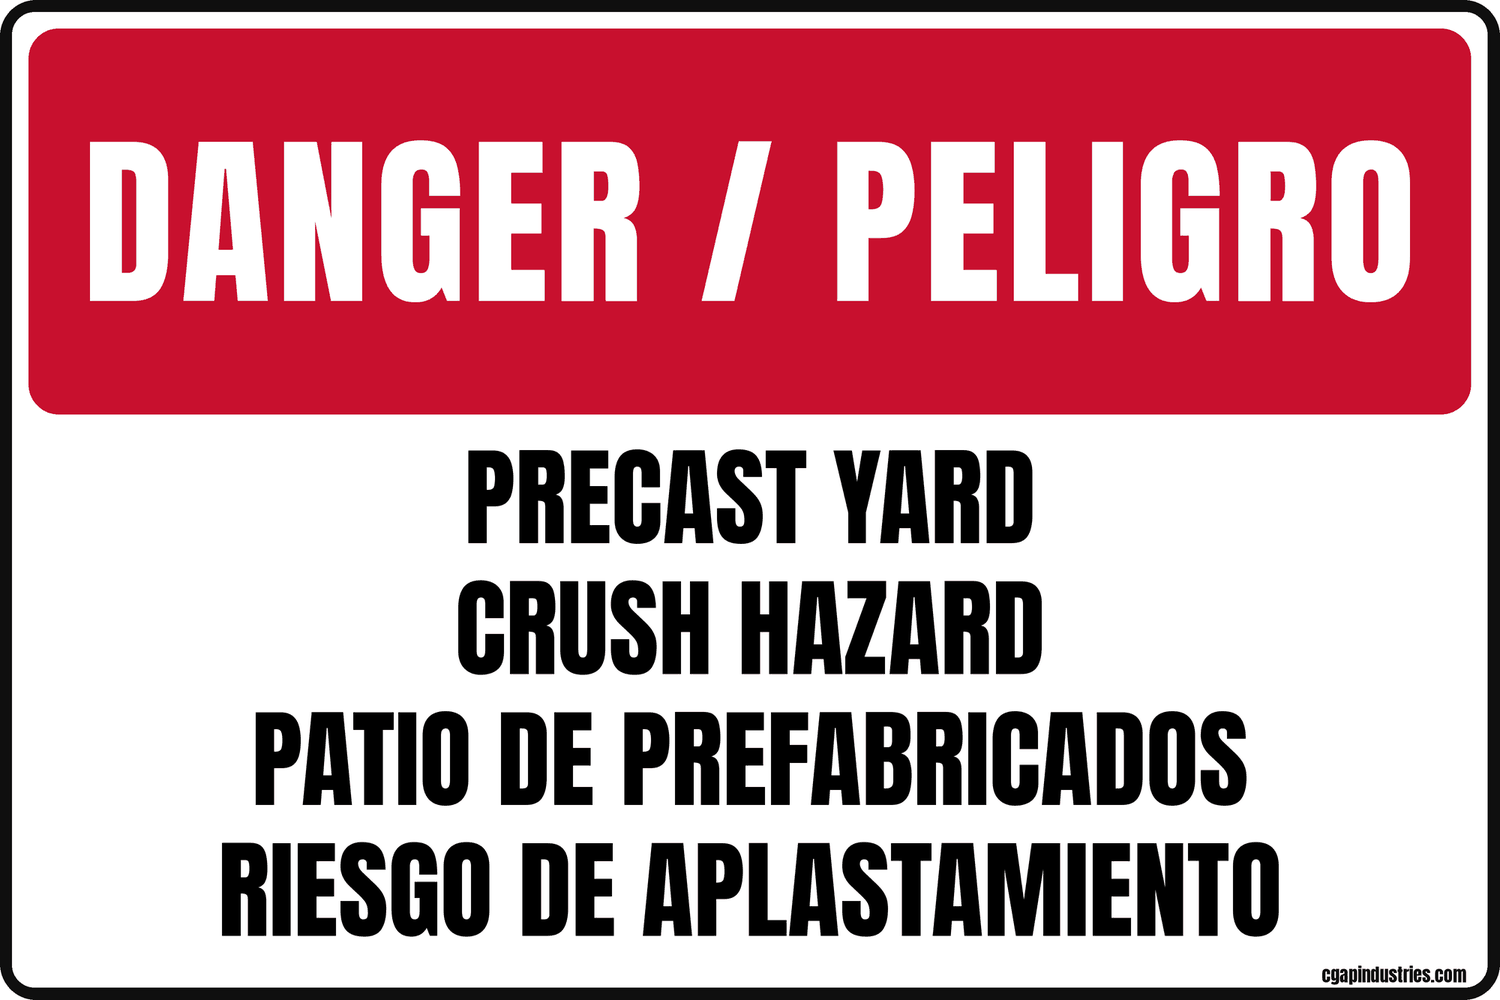 DANGER / PELIGRO
PRECAST YARD
CRUSH HAZARD
PATIO DE PREFABRICADOS
RIESGO DE APLASTAMIENTO
cgapindustries.com